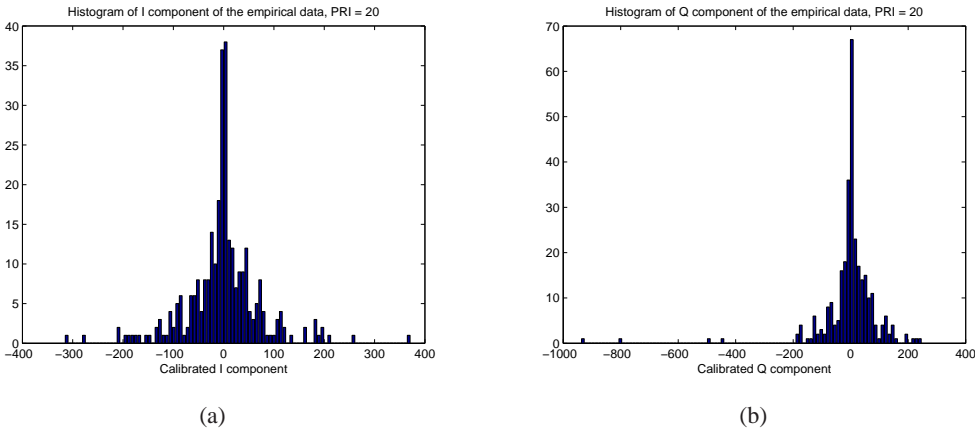 Histogram of I component of the empirical data, PRI = 20
40
35
30
25
20
15
10
5
0
−400 −300 −200 −100 0 100 200 300 400
Calibrated I component
(a)
Histogram of Q component of the empirical data, PRI = 20
70
60
50
40
30
20
10
0
−1000 −800 −600 −400 −200 0 200 400
Calibrated Q component
(b)